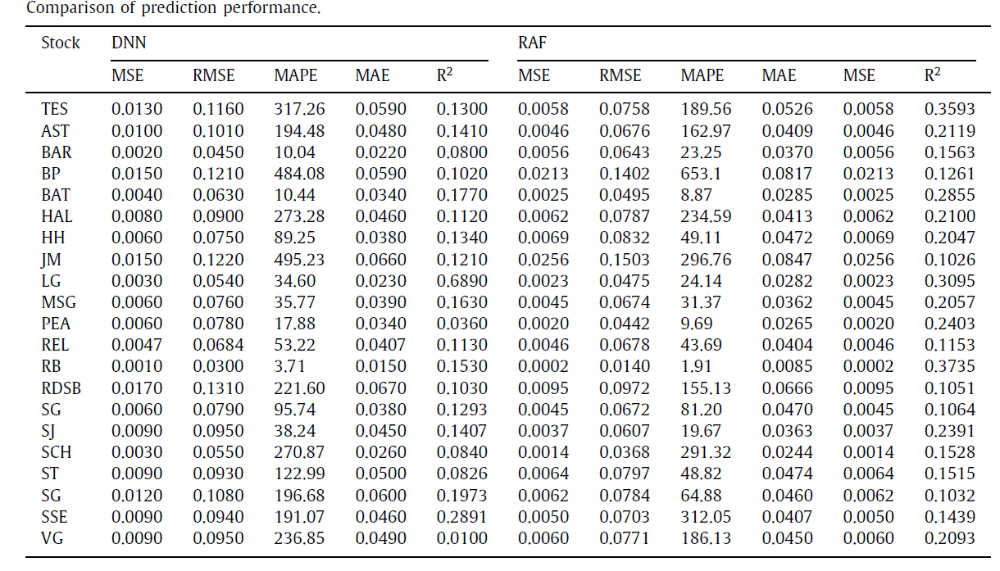 Comparison of prediction performance.
Stock DNN RAF
MSE RMSE MAPE MAE R² MSE RMSE MAPE MAE MSE R²
TES 0.0130 0.1160 317.26 0.0590 0.1300 0.0058 0.0758 189.56 0.0526 0.0058 0.3593
AST 0.0100 0.1010 194.48 0.0480 0.1410 0.0046 0.0676 162.97 0.0409 0.0046 0.2119
BAR 0.0020 0.0450 10.04 0.0220 0.0800 0.0056 0.0643 23.25 0.0370 0.0056 0.1563
BP 0.0150 0.1210 484.08 0.0590 0.1020 0.0213 0.1402 653.1 0.0817 0.0213 0.1261
BAT 0.0040 0.0630 10.44 0.0340 0.1770 0.0025 0.0495 8.87 0.0285 0.0025 0.2855
HAL 0.0080 0.0900 273.28 0.0460 0.1120 0.0062 0.0787 234.59 0.0413 0.0062 0.2100
HH 0.0060 0.0750 89.25 0.0380 0.1340 0.0069 0.0832 49.11 0.0472 0.0069 0.2047
JM 0.0150 0.1220 495.23 0.0660 0.1210 0.0256 0.1503 296.76 0.0847 0.0256 0.1026
LG 0.0030 0.0540 34.60 0.0230 0.6890 0.0023 0.0475 24.14 0.0282 0.0023 0.3095
MSG 0.0060 0.0760 35.77 0.0390 0.1630 0.0045 0.0674 31.37 0.0362 0.0045 0.2057
PEA 0.0060 0.0780 17.88 0.0340 0.0360 0.0020 0.0442 9.69 0.0265 0.0020 0.2403
REL 0.0047 0.0684 53.22 0.0407 0.1130 0.0046 0.0678 43.69 0.0404 0.0046 0.1153
RB 0.0010 0.0300 3.71 0.0150 0.1530 0.0002 0.0140 1.91 0.0085 0.0002 0.3735
RDSB 0.0170 0.1310 221.60 0.0670 0.1030 0.0095 0.0972 155.13 0.0666 0.0095 0.1051
SG 0.0060 0.0790 95.74 0.0380 0.1293 0.0045 0.0672 81.20 0.0470 0.0045 0.1064
SJ 0.0090 0.0950 38.24 0.0450 0.1407 0.0037 0.0607 19.67 0.0363 0.0037 0.2391
SCH 0.0030 0.0550 270.87 0.0260 0.0840 0.0014 0.0368 291.32 0.0244 0.0014 0.1528
ST 0.0090 0.0930 122.99 0.0500 0.0826 0.0064 0.0797 48.82 0.0474 0.0064 0.1515
SG 0.0120 0.1080 196.68 0.0600 0.1973 0.0062 0.0784 64.88 0.0460 0.0062 0.1032
SSE 0.0090 0.0940 191.07 0.0460 0.2891 0.0050 0.0703 312.05 0.0407 0.0050 0.1439
VG 0.0090 0.0950 236.85 0.0490 0.0100 0.0060 0.0771 186.13 0.0450 0.0060 0.2093